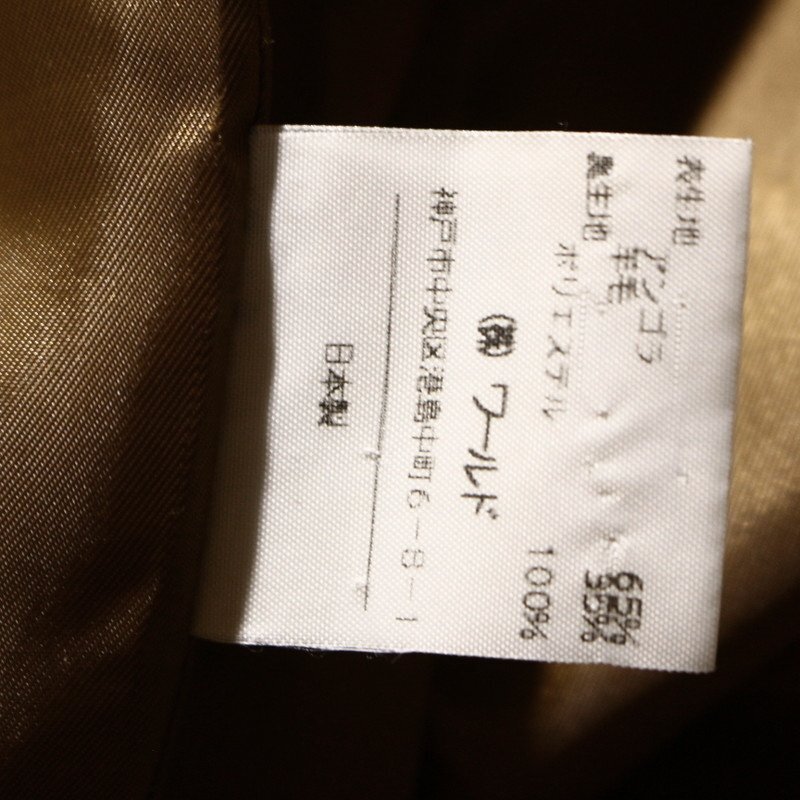 表生地
アンゴラ 65%
羊毛 35%
裏生地
ポリエステル 100%
(株) ワールド
神戸市中央区港島中町6-8-1
日本製